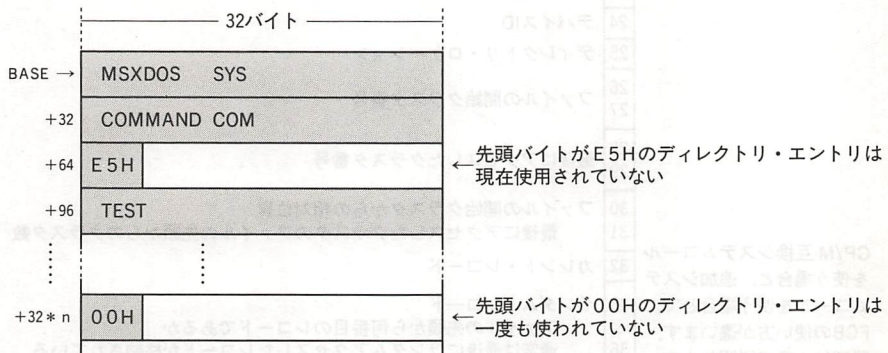 32バイト
BASE → MSXDOS SYS
+32 COMMAND COM
+64 E5H ← 先頭バイトがE5Hのディレクトリ・エントリは
現在使用されていない
+96 TEST
+32＊n 00H ← 先頭バイトが00Hのディレクトリ・エントリは
一度も使われていない